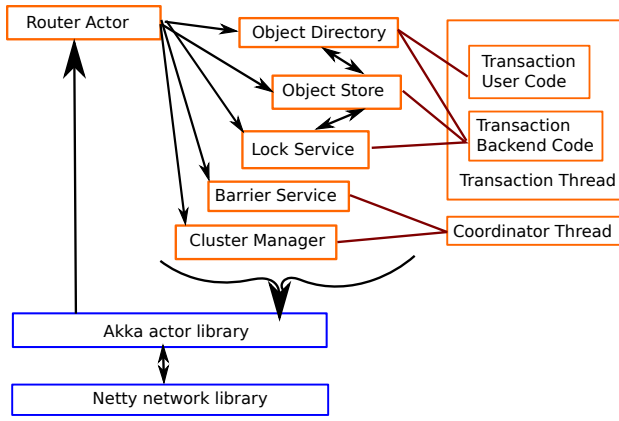 Router Actor
Object Directory
Object Store
Lock Service
Barrier Service
Cluster Manager
Transaction
User Code
Transaction
Backend Code
Transaction Thread
Coordinator Thread
Akka actor library
Netty network library